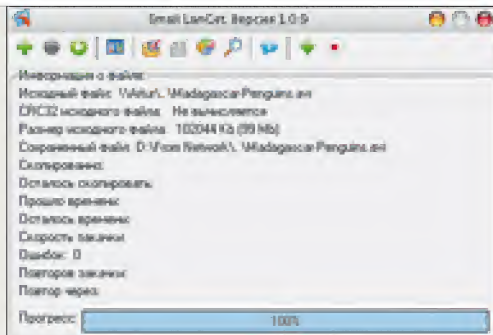 Small LanGet. Версия 1.0.9
Информация о файле:
Исходный файл: \\Artur\...\Madagascar-Penguins.avi
CRC32 исходного файла: Не вычисляется
Размер исходного файла: 102044 Kb (99 Mb)
Сохраненный файл: D:\From Network\...\Madagascar-Penguins.avi
Скопировано:
Осталось скопировать:
Прошло времени:
Осталось времени:
Скорость закачки:
Ошибок: 0
Повторов закачки:
Повтор через:
Прогресс: 100%